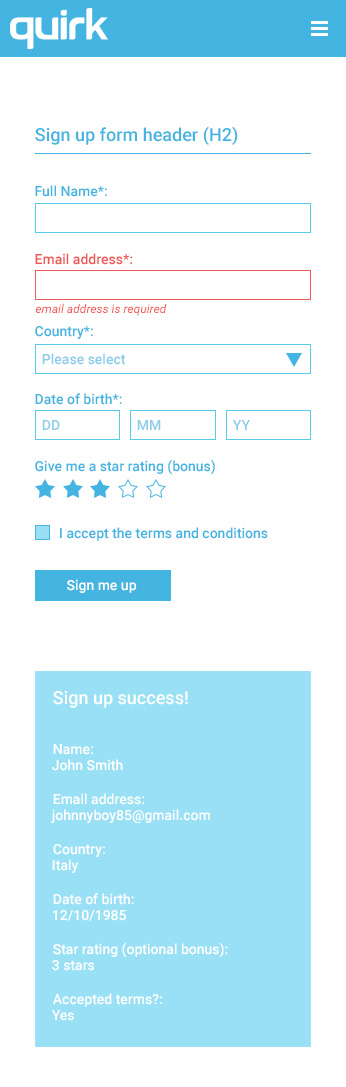 quirk
Sign up form header (H2)
Full Name*:
Email address*:
email address is required
Country*:
Please select
Date of birth*:
DD MM YY
Give me a star rating (bonus)
I accept the terms and conditions
Sign me up
Sign up success!
Name:
John Smith
Email address:
johnnyboy85@gmail.com
Country:
Italy
Date of birth:
12/10/1985
Star rating (optional bonus):
3 stars
Accepted terms?:
Yes